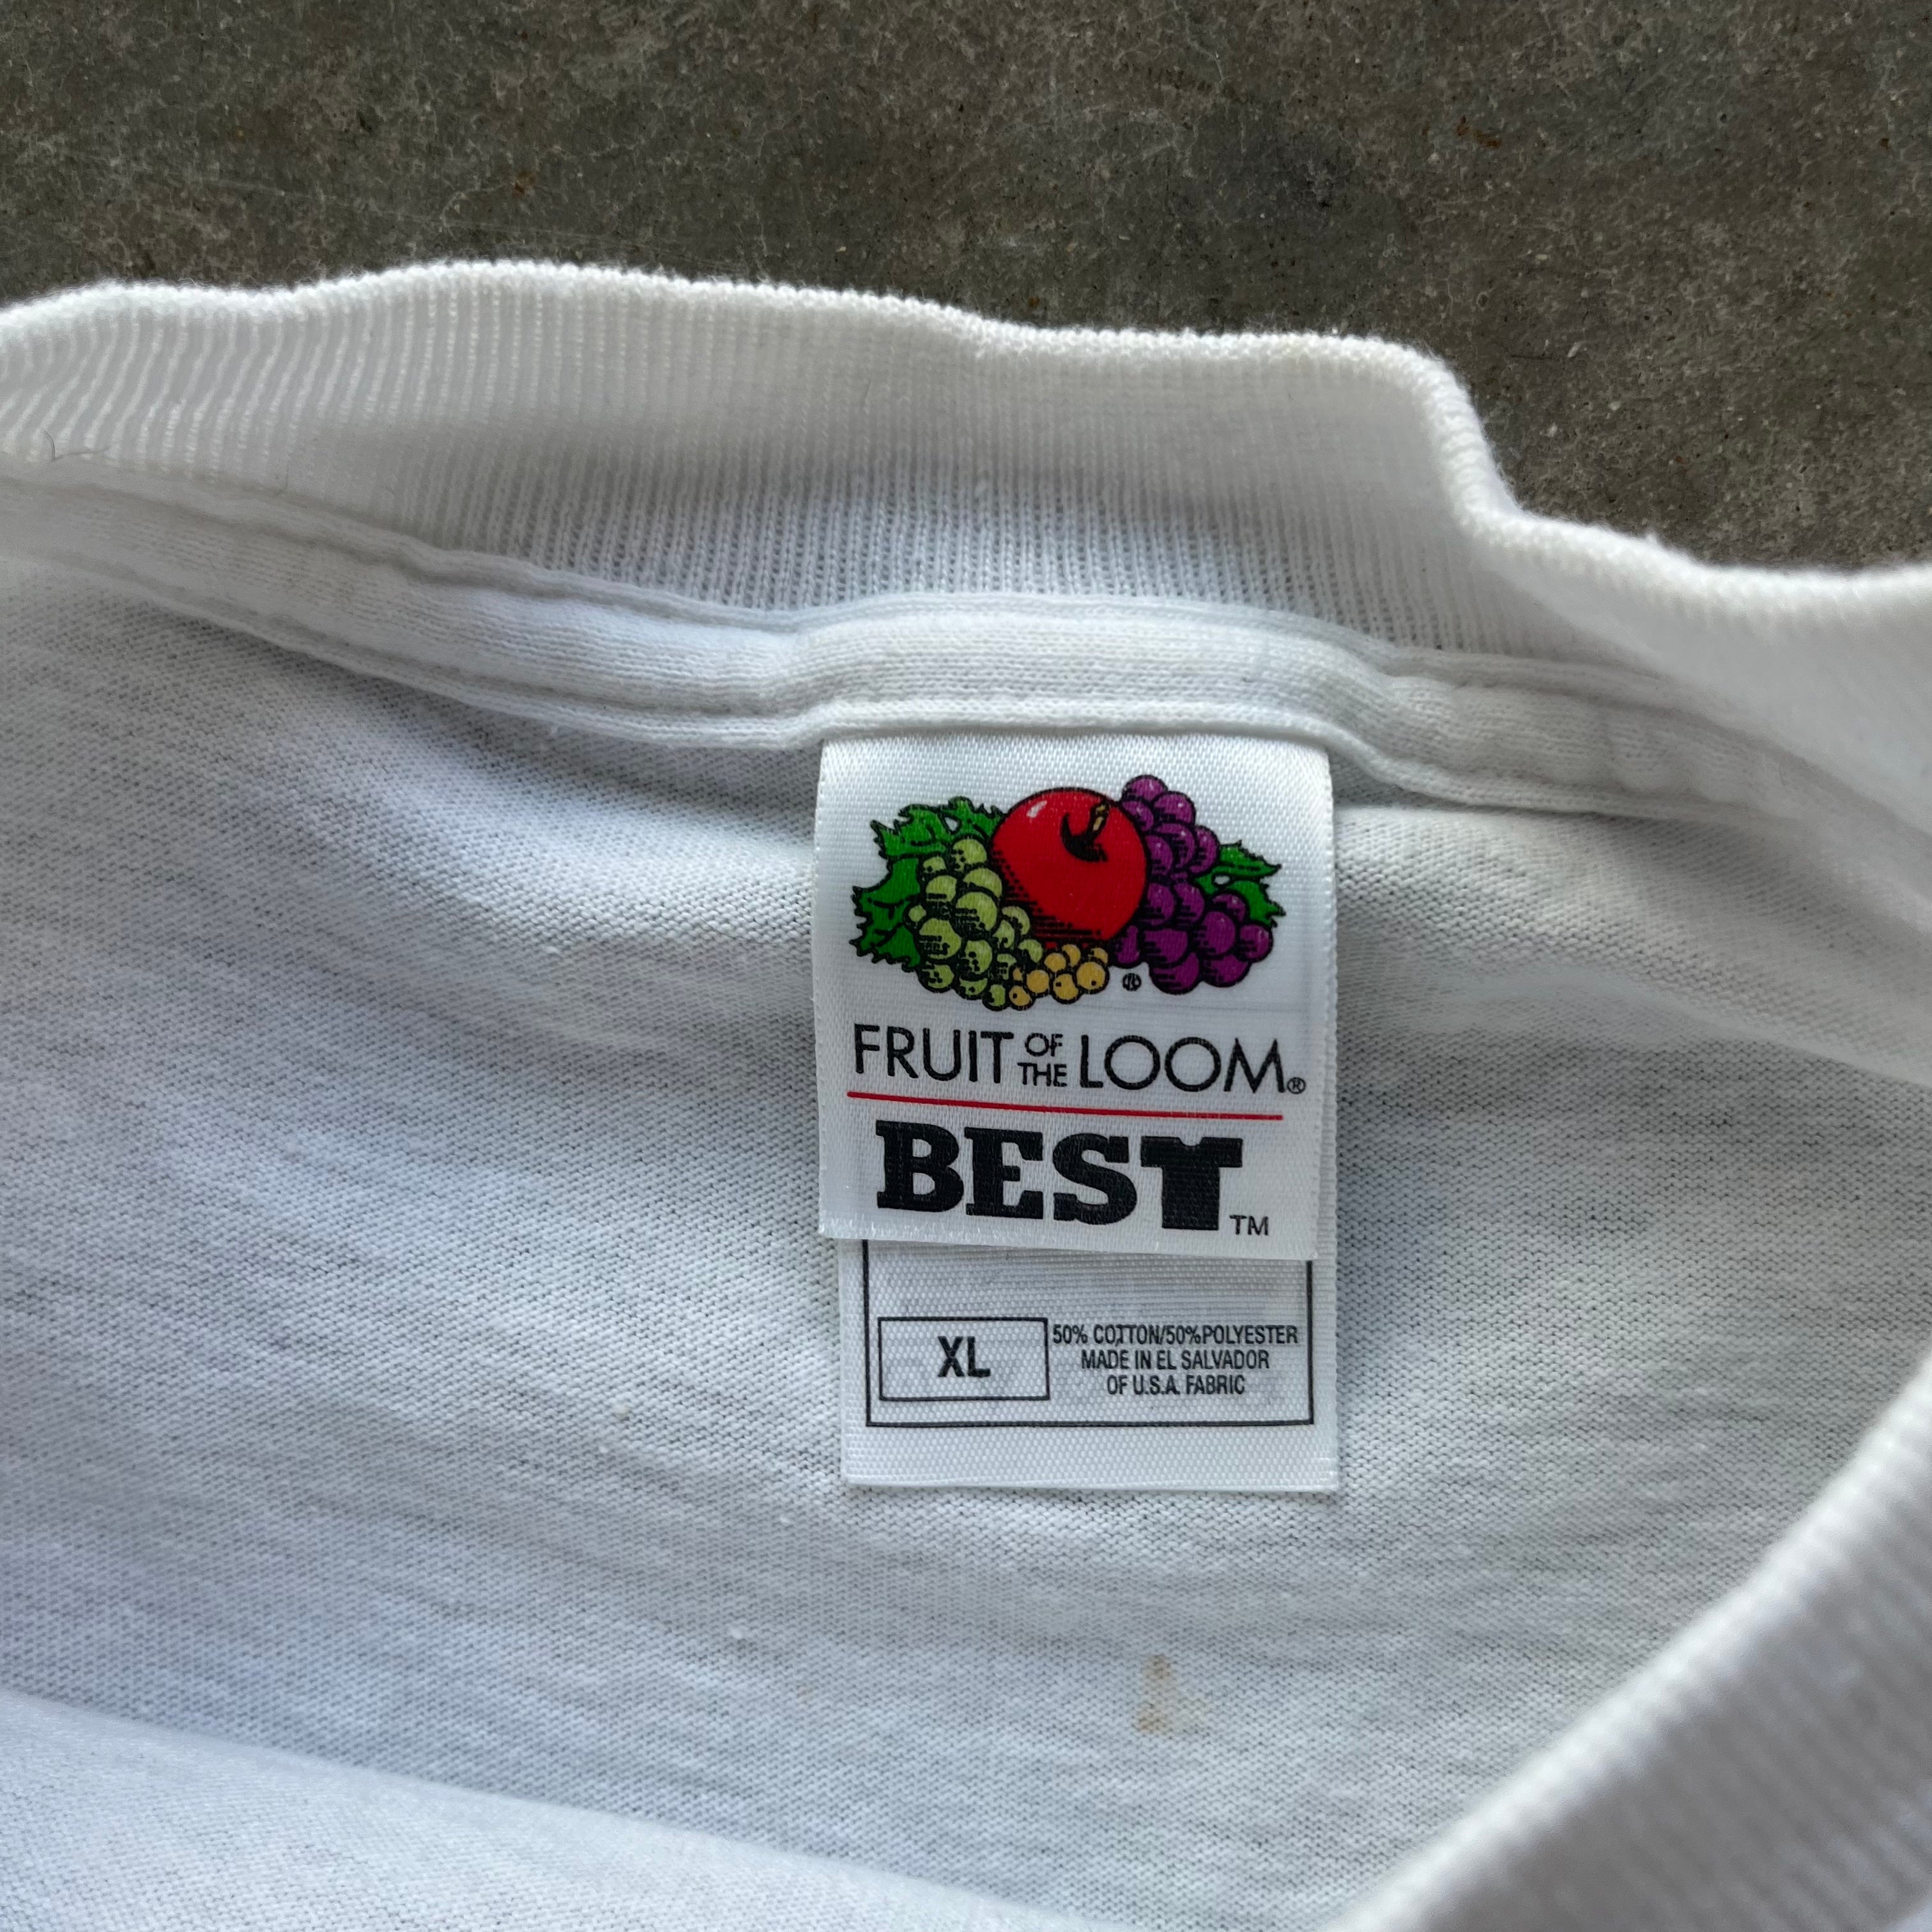 ®
FRUIT OF THE LOOM®
BEST™
XL
50% COTTON/50%POLYESTER
MADE IN EL SALVADOR
OF U.S.A. FABRIC